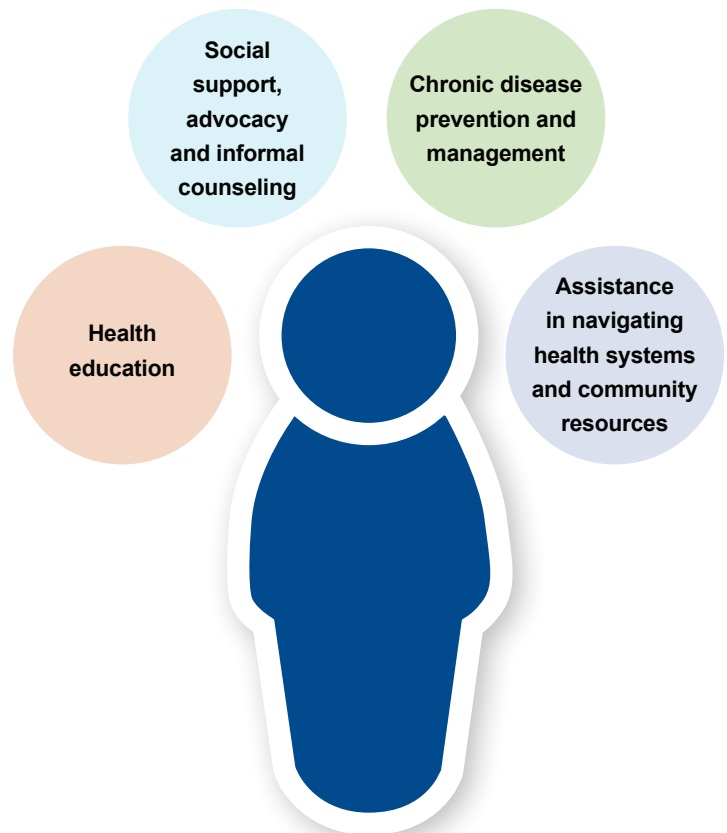 Social
support,
advocacy
and informal
counseling
Chronic disease
prevention and
management
Health
education
Assistance
in navigating
health systems
and community
resources